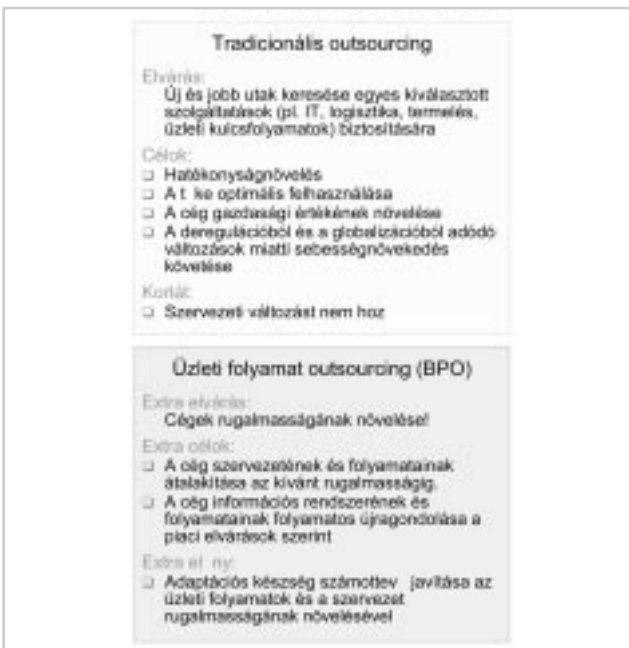 Tradicionális outsourcing
Elvárás:
Új és jobb utak keresése egyes kiválasztott
szolgáltatások (pl. IT, logisztika, termelés,
üzleti kulcsfolyamatok) biztosítására
Célok:
❑ Hatékonyságnövelés
❑ A t ke optimális felhasználása
❑ A cég gazdasági értékének növelése
❑ A deregulációból és a globalizációból adódó
változások miatti sebességnövekedés
követése
Korlát:
❑ Szervezeti változást nem hoz
Üzleti folyamat outsourcing (BPO)
Extra elvárás:
Cégek rugalmasságának növelése!
Extra célok:
❑ A cég szervezetének és folyamatainak
átalakítása az kívánt rugalmasságig.
❑ A cég információs rendszerének és
folyamatainak folyamatos újragondolása a
piaci elvárások szerint
Extra el ny:
❑ Adaptációs készség számottev javítása az
üzleti folyamatok és a szervezet
rugalmasságának növelésével